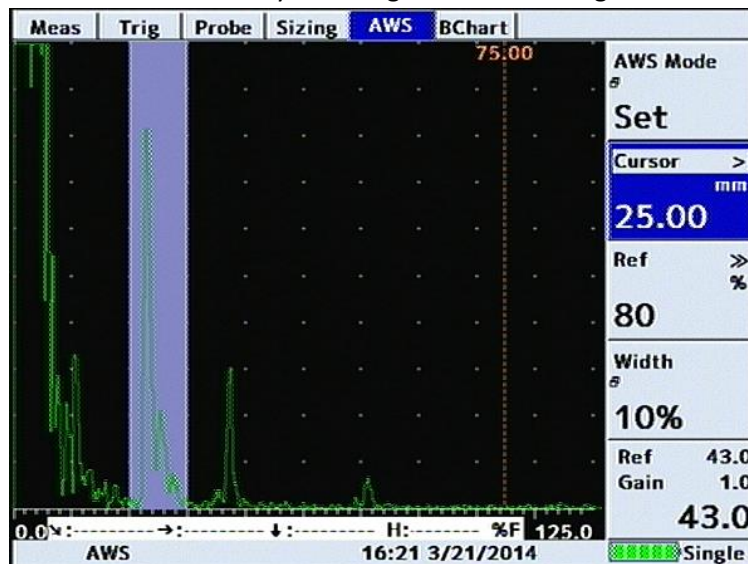 Meas Trig Probe Sizing AWS BChart
75.00
AWS Mode
Set
Cursor >
mm
25.00
Ref >>
%
80
Width
10%
Ref 43.0
Gain 1.0
43.0
0.0 :------- →:------- ↓:------- H:------- %F 125.0
AWS 16:21 3/21/2014 Single